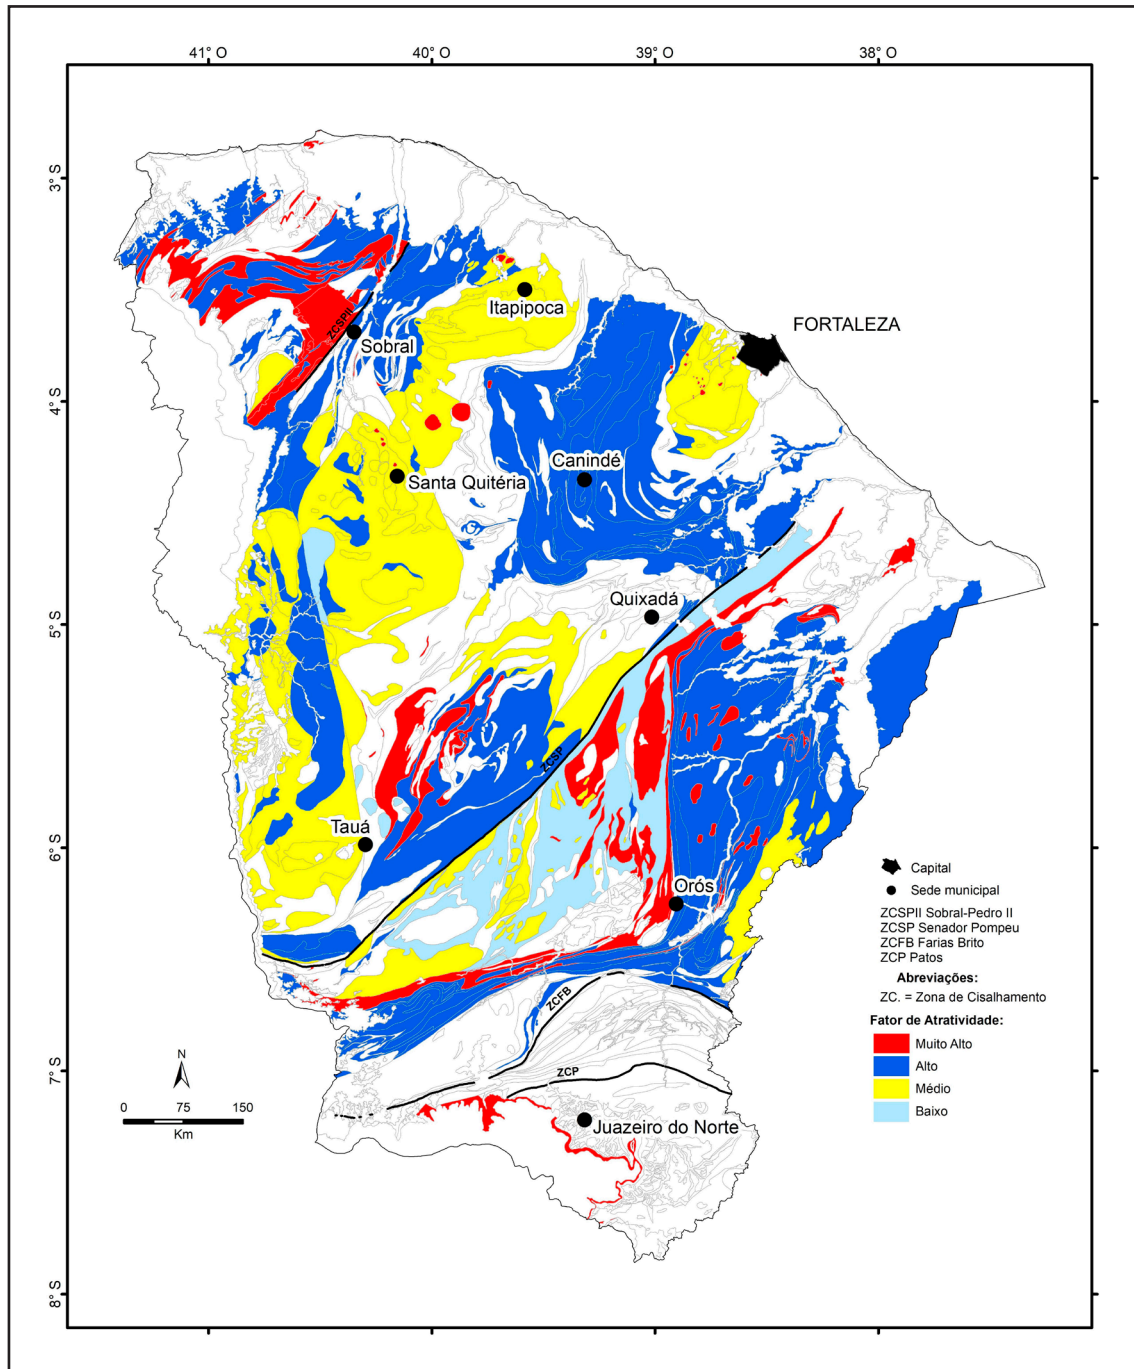 41° O
40° O
39° O
38° O
3° S
4° S
5° S
6° S
7° S
8° S
FORTALEZA
Itapipoca
ZCSPII
Sobral
Canindé
Santa Quitéria
Quixadá
ZCSP
Tauá
Orós
ZCFB
ZCP
Juazeiro do Norte
N
0 75 150
Km
Capital
Sede municipal
ZCSPII Sobral-Pedro II
ZCSP Senador Pompeu
ZCFB Farias Brito
ZCP Patos
Abreviações:
ZC. = Zona de Cisalhamento
Fator de Atratividade:
Muito Alto
Alto
Médio
Baixo